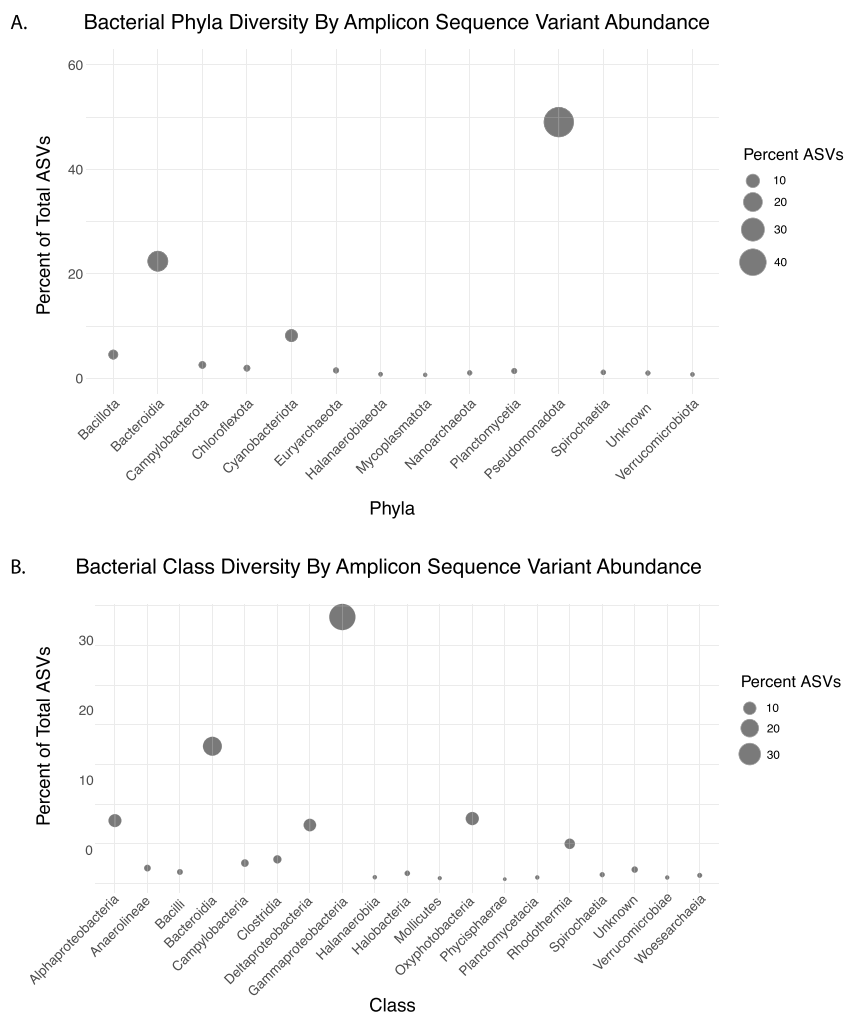 A.
Bacterial Phyla Diversity By Amplicon Sequence Variant Abundance
Percent of Total ASVs
60
40
20
0
Bacillota
Bacteroidia
Campylobacterota
Chloroflexota
Cyanobacteriota
Euryarchaeota
Halanaerobiaeota
Mycoplasmatota
Nanoarchaeota
Planctomycetia
Pseudomonadota
Spirochaetia
Unknown
Verrucomicrobiota
Phyla
Percent ASVs
10
20
30
40
B.
Bacterial Class Diversity By Amplicon Sequence Variant Abundance
Percent of Total ASVs
30
20
10
0
Alphaproteobacteria
Anaerolineae
Bacilli
Bacteroidia
Campylobacteria
Clostridia
Deltaproteobacteria
Gammaproteobacteria
Halanaerobiia
Halobacteria
Mollicutes
Oxyphotobacteria
Phycisphaerae
Planctomycetacia
Rhodothermia
Spirochaetia
Unknown
Verrucomicrobiae
Woesearchaeia
Class
Percent ASVs
10
20
30